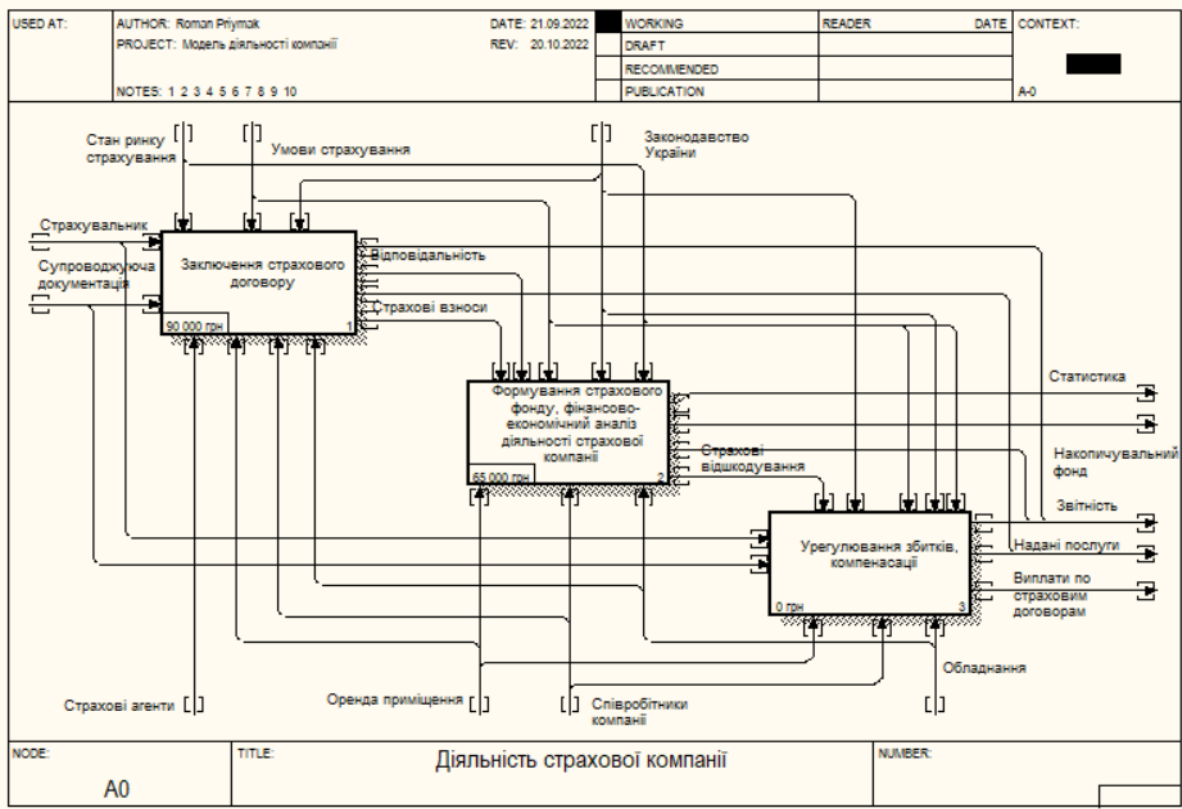 USED AT:
AUTHOR: Roman Priymak
DATE: 21.09.2022
WORKING
READER
DATE
CONTEXT:
PROJECT: Модель діяльності компанії
REV: 20.10.2022
DRAFT
RECOMMENDED
NOTES: 1 2 3 4 5 6 7 8 9 10
PUBLICATION
A-0
Стан ринку
страхування
Умови страхування
Законодавство
України
Страхувальник
Супроводжуюча
документація
Заключення страхового
договору
90 000 грн
1
Відповідальність
Страхові взноси
Формування страхового
фонду, фінансово-
економічний аналіз
діяльності страхової
компанії
65 000 грн
2
Статистика
Страхові
відшкодування
Накопичувальний
фонд
Звітність
Урегулювання збитків,
компенасації
0 грн
3
Надані послуги
Виплати по
страховим
договорам
Обладнання
Страхові агенти
Оренда приміщення
Співробітники
компанії
NODE:
TITLE:
Діяльність страхової компанії
NUMBER:
A0